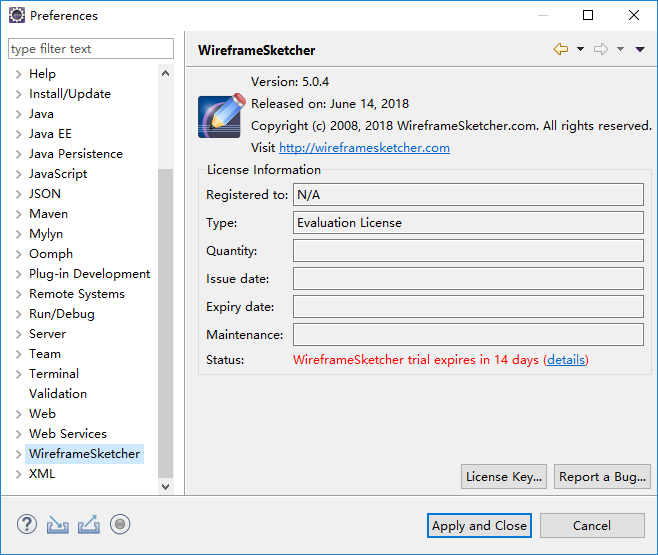 Preferences
type filter text
Help
Install/Update
Java
Java EE
Java Persistence
JavaScript
JSON
Maven
Mylyn
Oomph
Plug-in Development
Remote Systems
Run/Debug
Server
Team
Terminal
Validation
Web
Web Services
WireframeSketcher
XML
WireframeSketcher
Version: 5.0.4
Released on: June 14, 2018
Copyright (c) 2008, 2018 WireframeSketcher.com. All rights reserved.
Visit http://wireframesketcher.com
License Information
Registered to: N/A
Type: Evaluation License
Quantity:
Issue date:
Expiry date:
Maintenance:
Status: WireframeSketcher trial expires in 14 days (details)
License Key... Report a Bug...
? Apply and Close Cancel